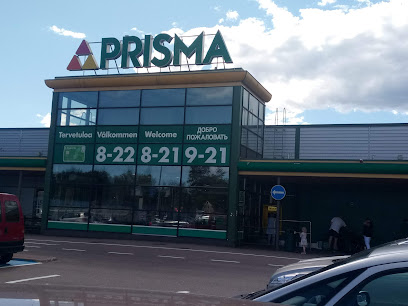 PRISMA
Tervetuloa Välkommen Welcome ДОБРО ПОЖАЛОВАТЬ
8-22 8-21 9-21